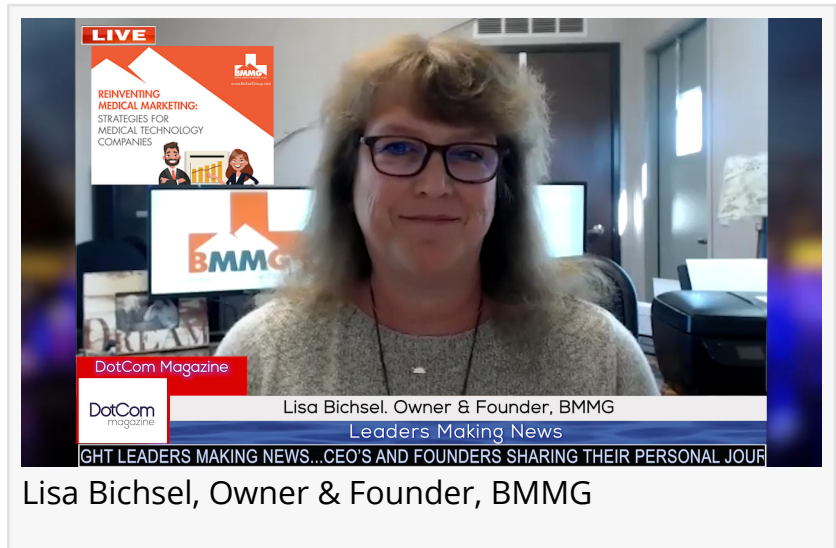 LIVE
BMMG
REINVENTING
MEDICAL MARKETING:
STRATEGIES FOR
MEDICAL TECHNOLOGY
COMPANIES
BMMG
DREAM
DotCom Magazine
DotCom
magazine
Lisa Bichsel. Owner & Founder, BMMG
Leaders Making News
GHT LEADERS MAKING NEWS...CEO'S AND FOUNDERS SHARING THEIR PERSONAL JOUR
Lisa Bichsel, Owner & Founder, BMMG